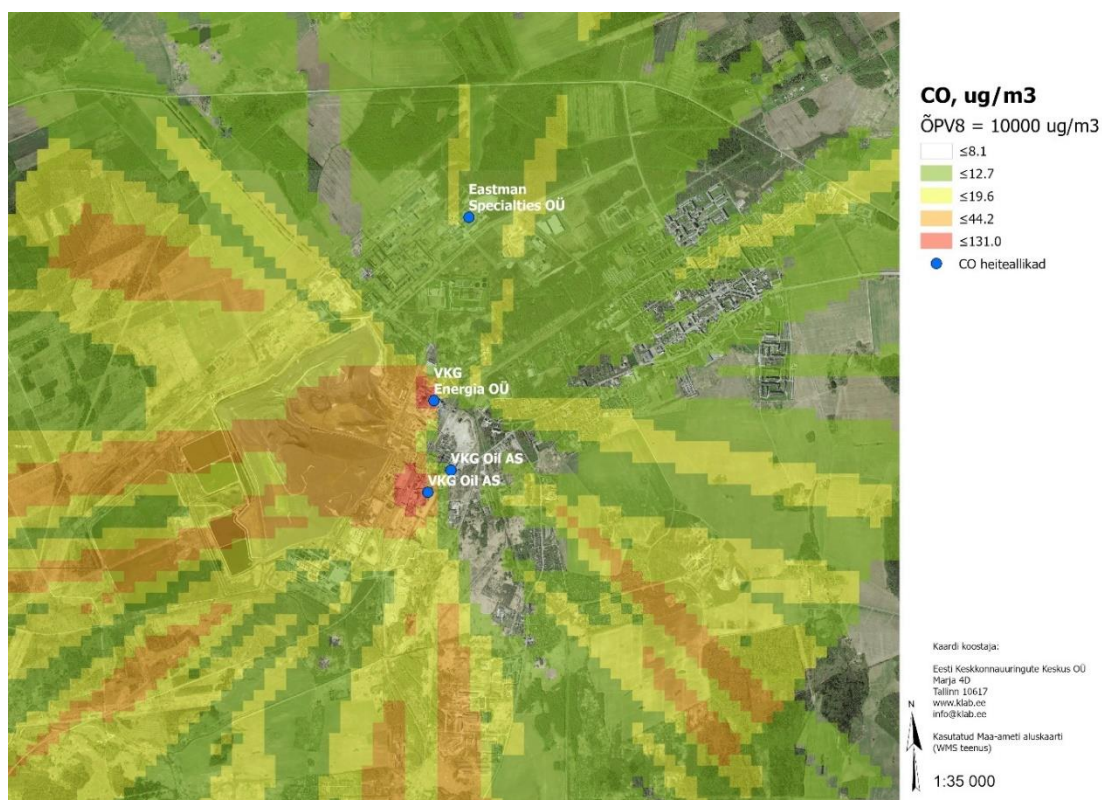 CO, ug/m3
ÕPV8 = 10000 ug/m3
≤8.1
≤12.7
≤19.6
≤44.2
≤131.0
CO heiteallikad
Eastman
Specialties OÜ
VKG
Energia OÜ
VKG Oil AS
VKG Oil AS
Kaardi koostaja:
Eesti Keskkonnauuringute Keskus OÜ
Marja 4D
Tallinn 10617
www.klab.ee
info@klab.ee
Kasutatud Maa-ameti aluskaarti
(WMS teenus)
N
1:35 000